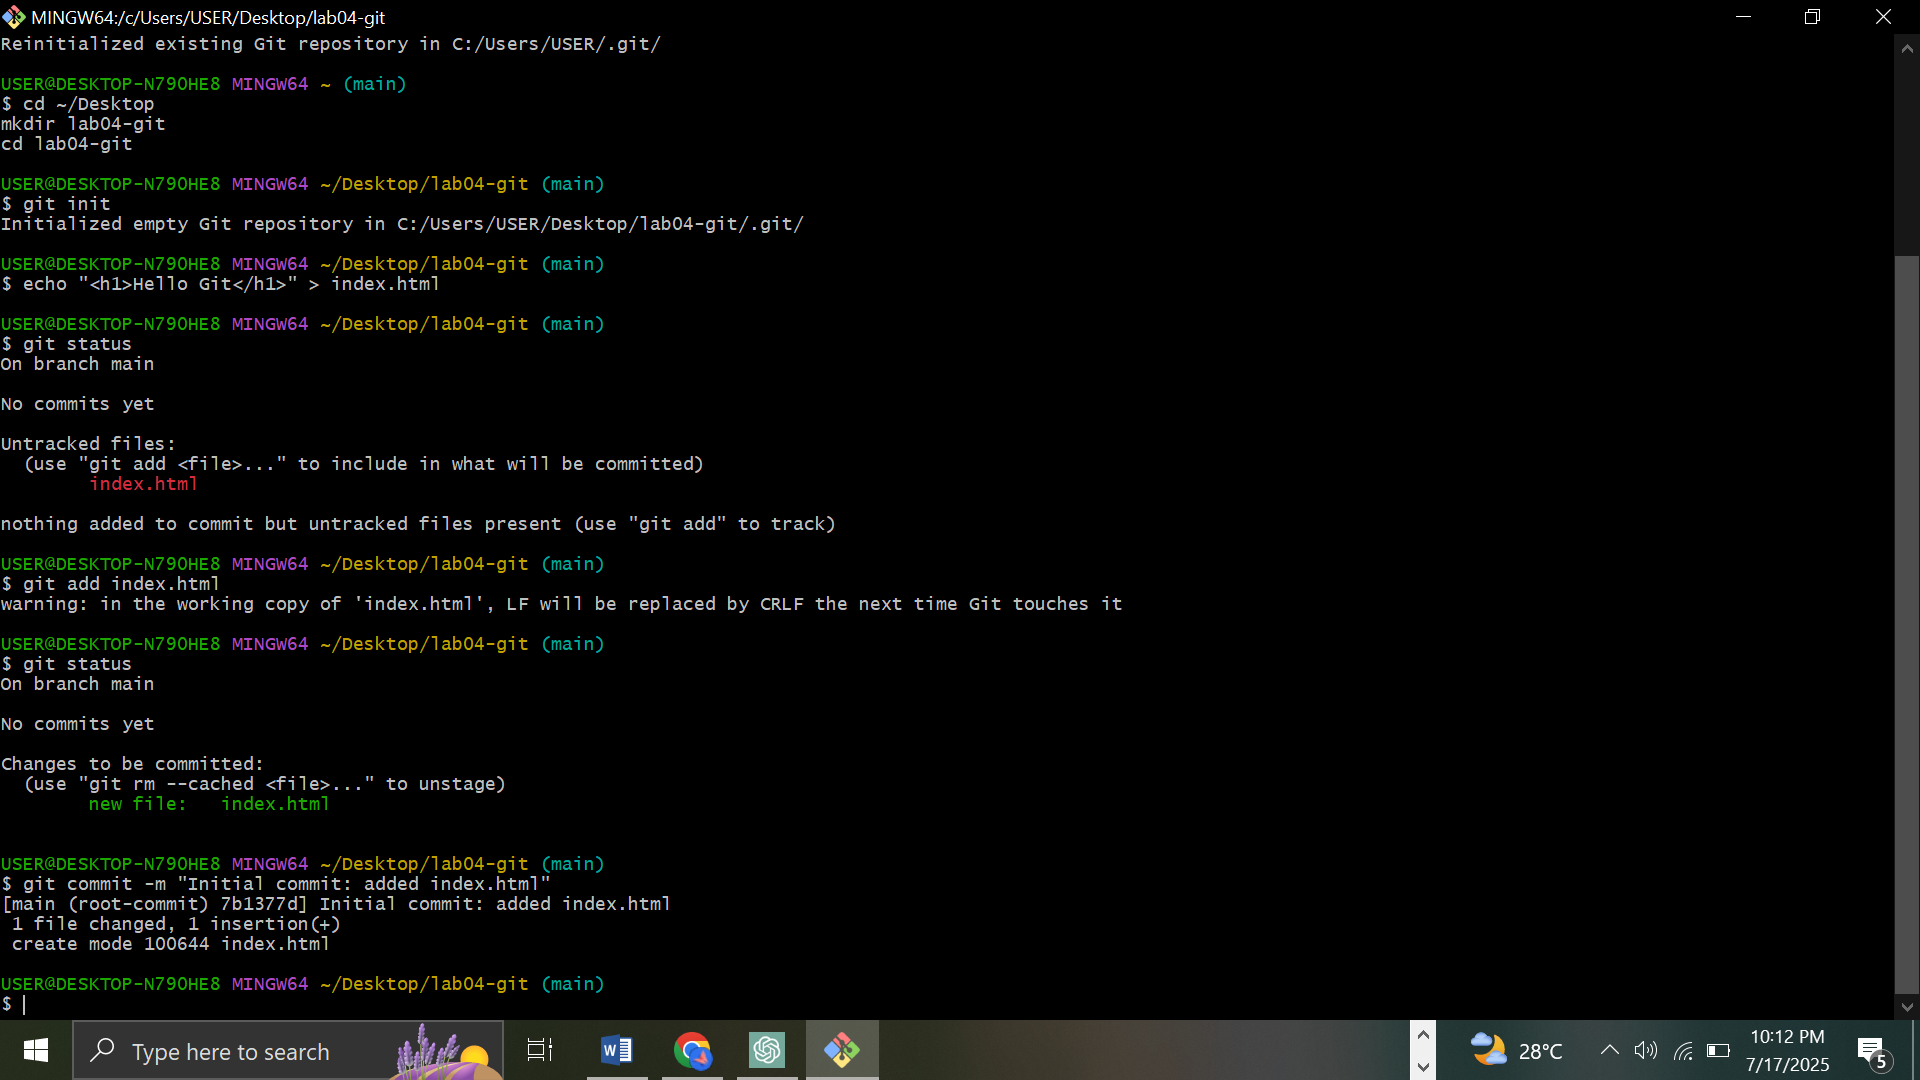 MINGW64:/c/Users/USER/Desktop/lab04-git
Reinitialized existing Git repository in C:/Users/USER/.git/
USER@DESKTOP-N79OHE8 MINGW64 ~ (main)
$ cd ~/Desktop
mkdir lab04-git
cd lab04-git
USER@DESKTOP-N79OHE8 MINGW64 ~/Desktop/lab04-git (main)
$ git init
Initialized empty Git repository in C:/Users/USER/Desktop/lab04-git/.git/
USER@DESKTOP-N79OHE8 MINGW64 ~/Desktop/lab04-git (main)
$ echo "<h1>Hello Git</h1>" > index.html
USER@DESKTOP-N79OHE8 MINGW64 ~/Desktop/lab04-git (main)
$ git status
On branch main
No commits yet
Untracked files:
  (use "git add <file>..." to include in what will be committed)
        index.html
nothing added to commit but untracked files present (use "git add" to track)
USER@DESKTOP-N79OHE8 MINGW64 ~/Desktop/lab04-git (main)
$ git add index.html
warning: in the working copy of 'index.html', LF will be replaced by CRLF the next time Git touches it
USER@DESKTOP-N79OHE8 MINGW64 ~/Desktop/lab04-git (main)
$ git status
On branch main
No commits yet
Changes to be committed:
  (use "git rm --cached <file>..." to unstage)
        new file:   index.html
USER@DESKTOP-N79OHE8 MINGW64 ~/Desktop/lab04-git (main)
$ git commit -m "Initial commit: added index.html"
[main (root-commit) 7b1377d] Initial commit: added index.html
 1 file changed, 1 insertion(+)
 create mode 100644 index.html
USER@DESKTOP-N79OHE8 MINGW64 ~/Desktop/lab04-git (main)
$
Type here to search
W
28°C
10:12 PM
7/17/2025
5